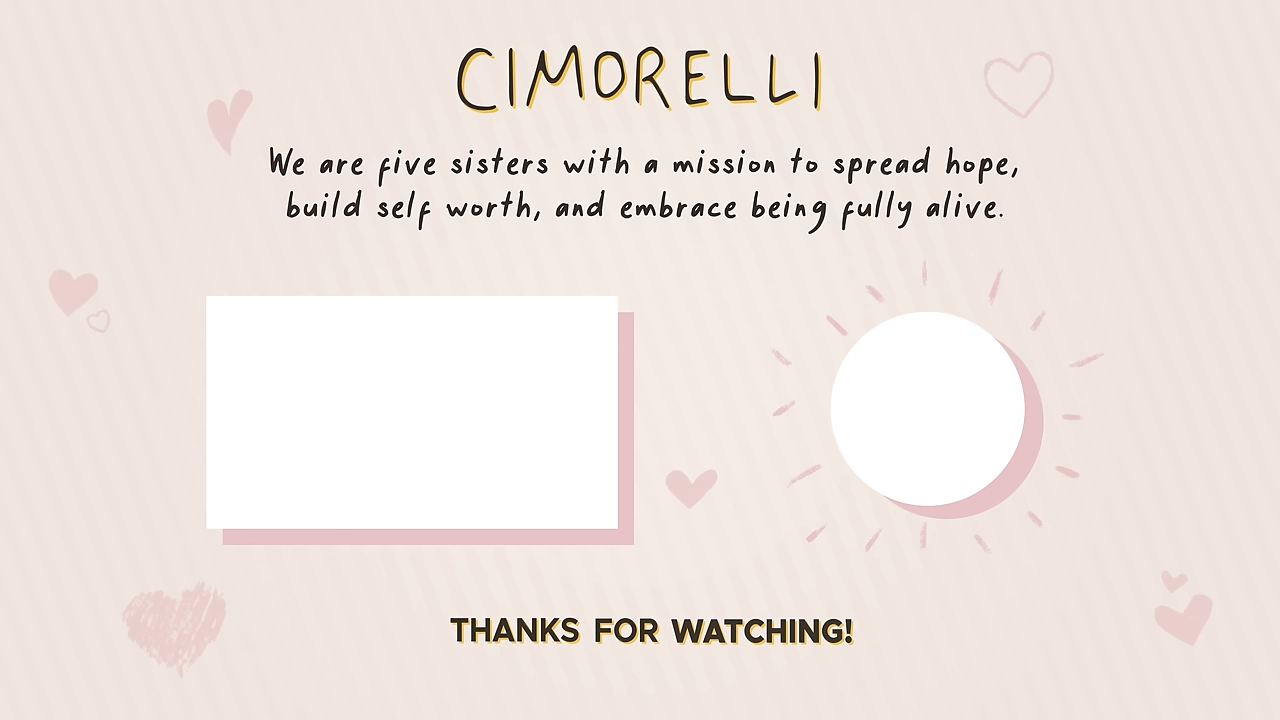 CIMORELLI
We are five sisters with a mission to spread hope,
build self worth, and embrace being fully alive.
THANKS FOR WATCHING!